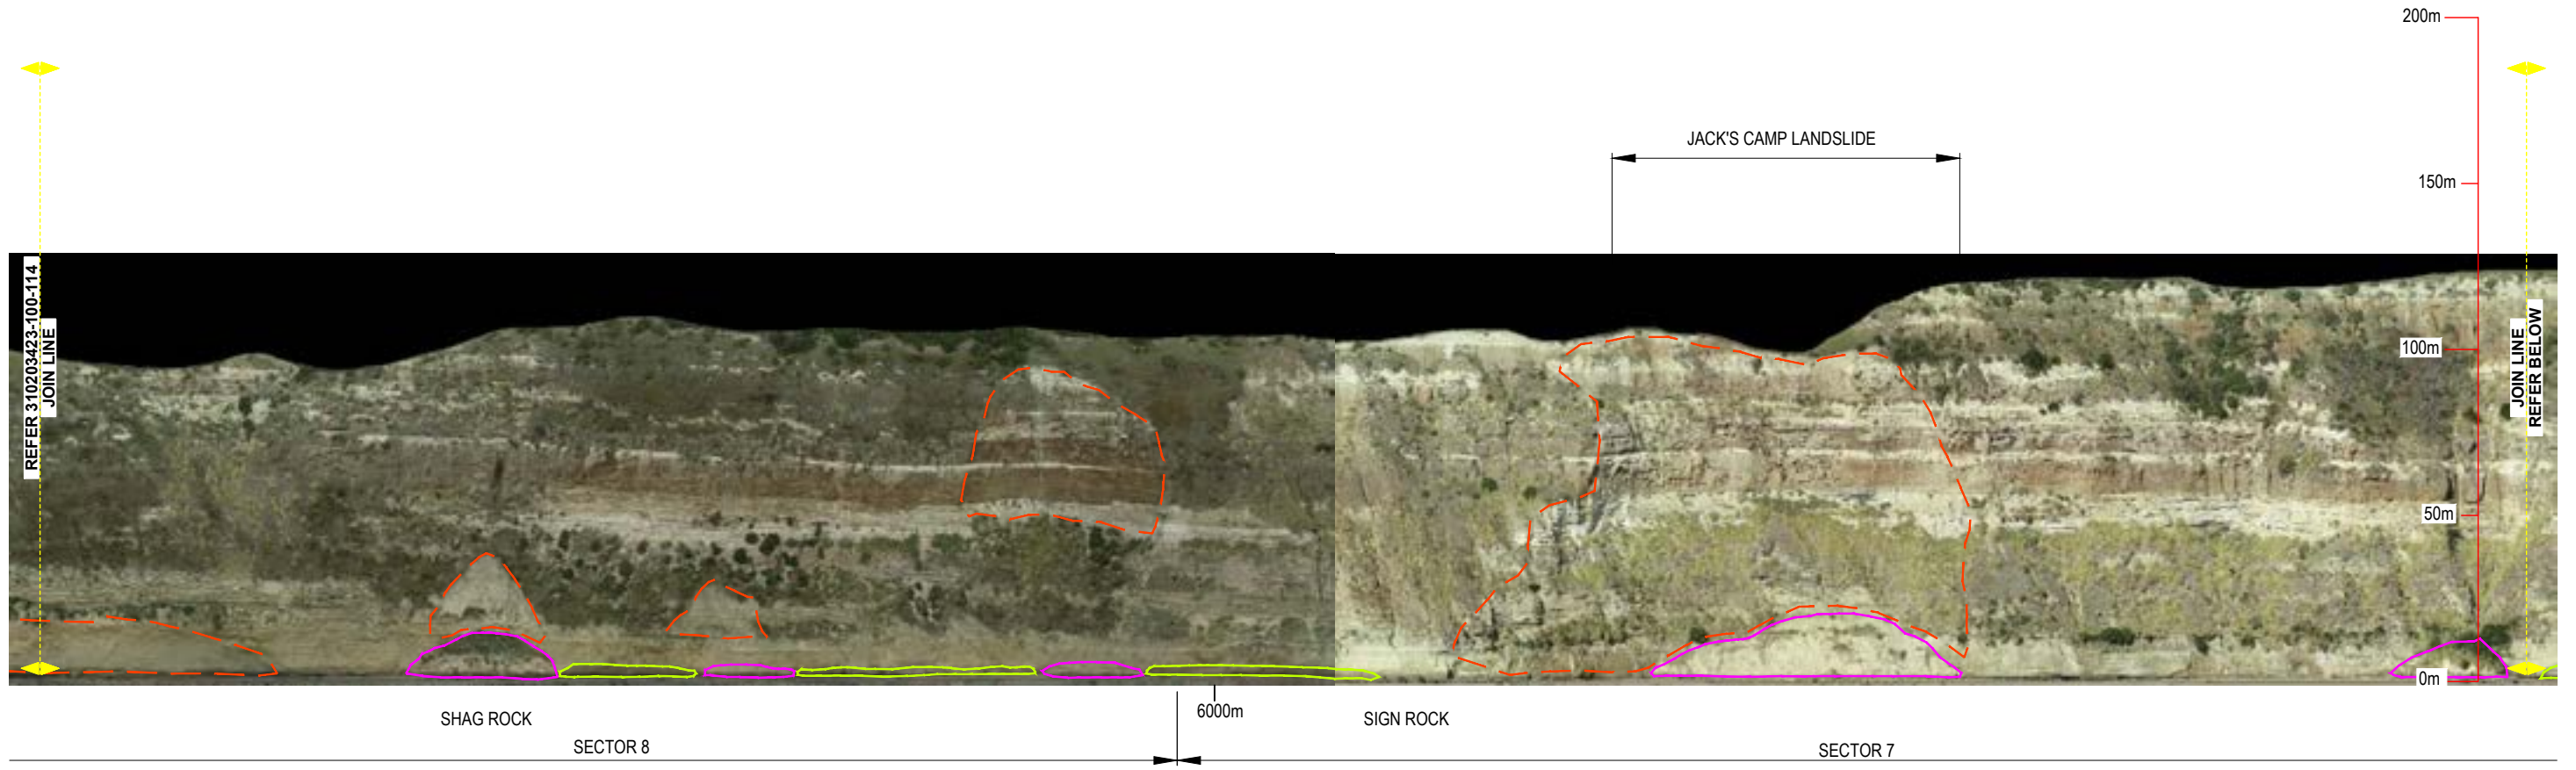 200m
JACK'S CAMP LANDSLIDE
150m
REFER 310203423-100-114
JOIN LINE
100m
JOIN LINE
REFER BELOW
50m
0m
SHAG ROCK
6000m
SIGN ROCK
SECTOR 8
SECTOR 7